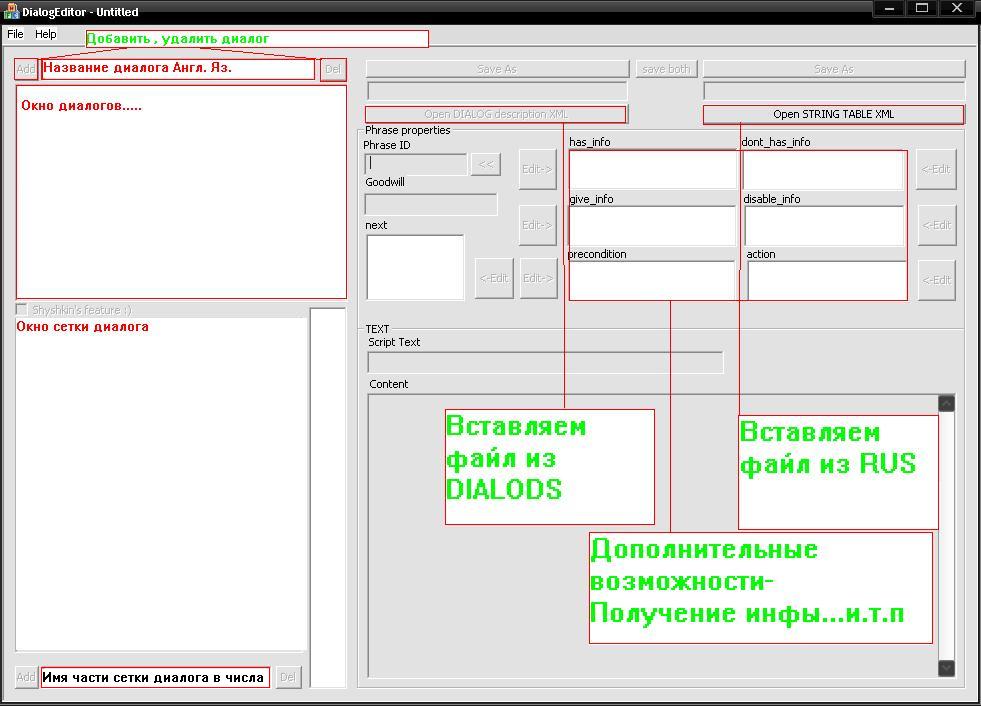 DialogEditor - Untitled
File Help
Добавить , удалить диалог
Add
Название диалога Англ. Яз.
Del
Save As
save both
Save As
Окно диалогов.....
Open DIALOG description XML
Open STRING TABLE XML
Phrase properties
Phrase ID
has_info
dont_has_info
<<
Edit->
<-Edit
Goodwill
give_info
disable_info
next
Edit->
<-Edit
precondition
action
<-Edit
Edit->
<-Edit
Shyshkin's feature :)
Окно сетки диалога
TEXT
Script Text
Content
Вставляем
файл из
DIALODS
Вставляем
файл из RUS
Дополнительные
возможности-
Получение инфы...и.т.п
Add
Имя части сетки диалога в числа
Del